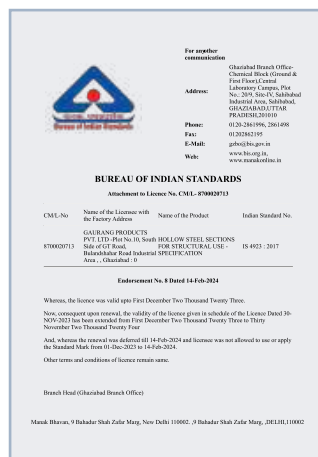 For any other communication
Address:
Ghaziabad Branch Office-
Chemical Block (Ground &
First Floor),Central
Laboratory Campus, Plot
No.: 20/9, Site-IV, Sahibabad
Industrial Area, Sahibabad,
GHAZIABAD,UTTAR
PRADESH,201010
Phone: 0120-2861996, 2861498
Fax: 01202862195
E-Mail: gzbo@bis.gov.in
Web: www.bis.org.in,
www.manakonline.in
Bureau of Indian Standards
BUREAU OF INDIAN STANDARDS
Attachment to Licence No. CM/L- 8700020713
CM/L-No Name of the Licensee with the Factory Address Name of the Product Indian Standard No.
8700020713
GAURANG PRODUCTS
PVT. LTD -Plot No.10, South
Side of GT Road,
Bulandshahar Road Industrial
Area , , Ghaziabad : 0
HOLLOW STEEL SECTIONS
FOR STRUCTURAL USE -
SPECIFICATION
IS 4923 : 2017
Endorsement No. 8 Dated 14-Feb-2024
Whereas, the licence was valid upto First December Two Thousand Twenty Three.
Now, consequent upon renewal, the validity of the licence given in schedule of the Licence Dated 30-
NOV-2023 has been extended from First December Two Thousand Twenty Three to Thirty
November Two Thousand Twenty Four
And, whereas the renewal was deferred till 14-Feb-2024 and licensee was not allowed to use or apply
the Standard Mark from 01-Dec-2023 to 14-Feb-2024.
Other terms and conditions of licence remain same.
Branch Head (Ghaziabad Branch Office)
Manak Bhavan, 9 Bahadur Shah Zafar Marg, New Delhi 110002. ,9 Bahadur Shah Zafar Marg, ,DELHI,110002